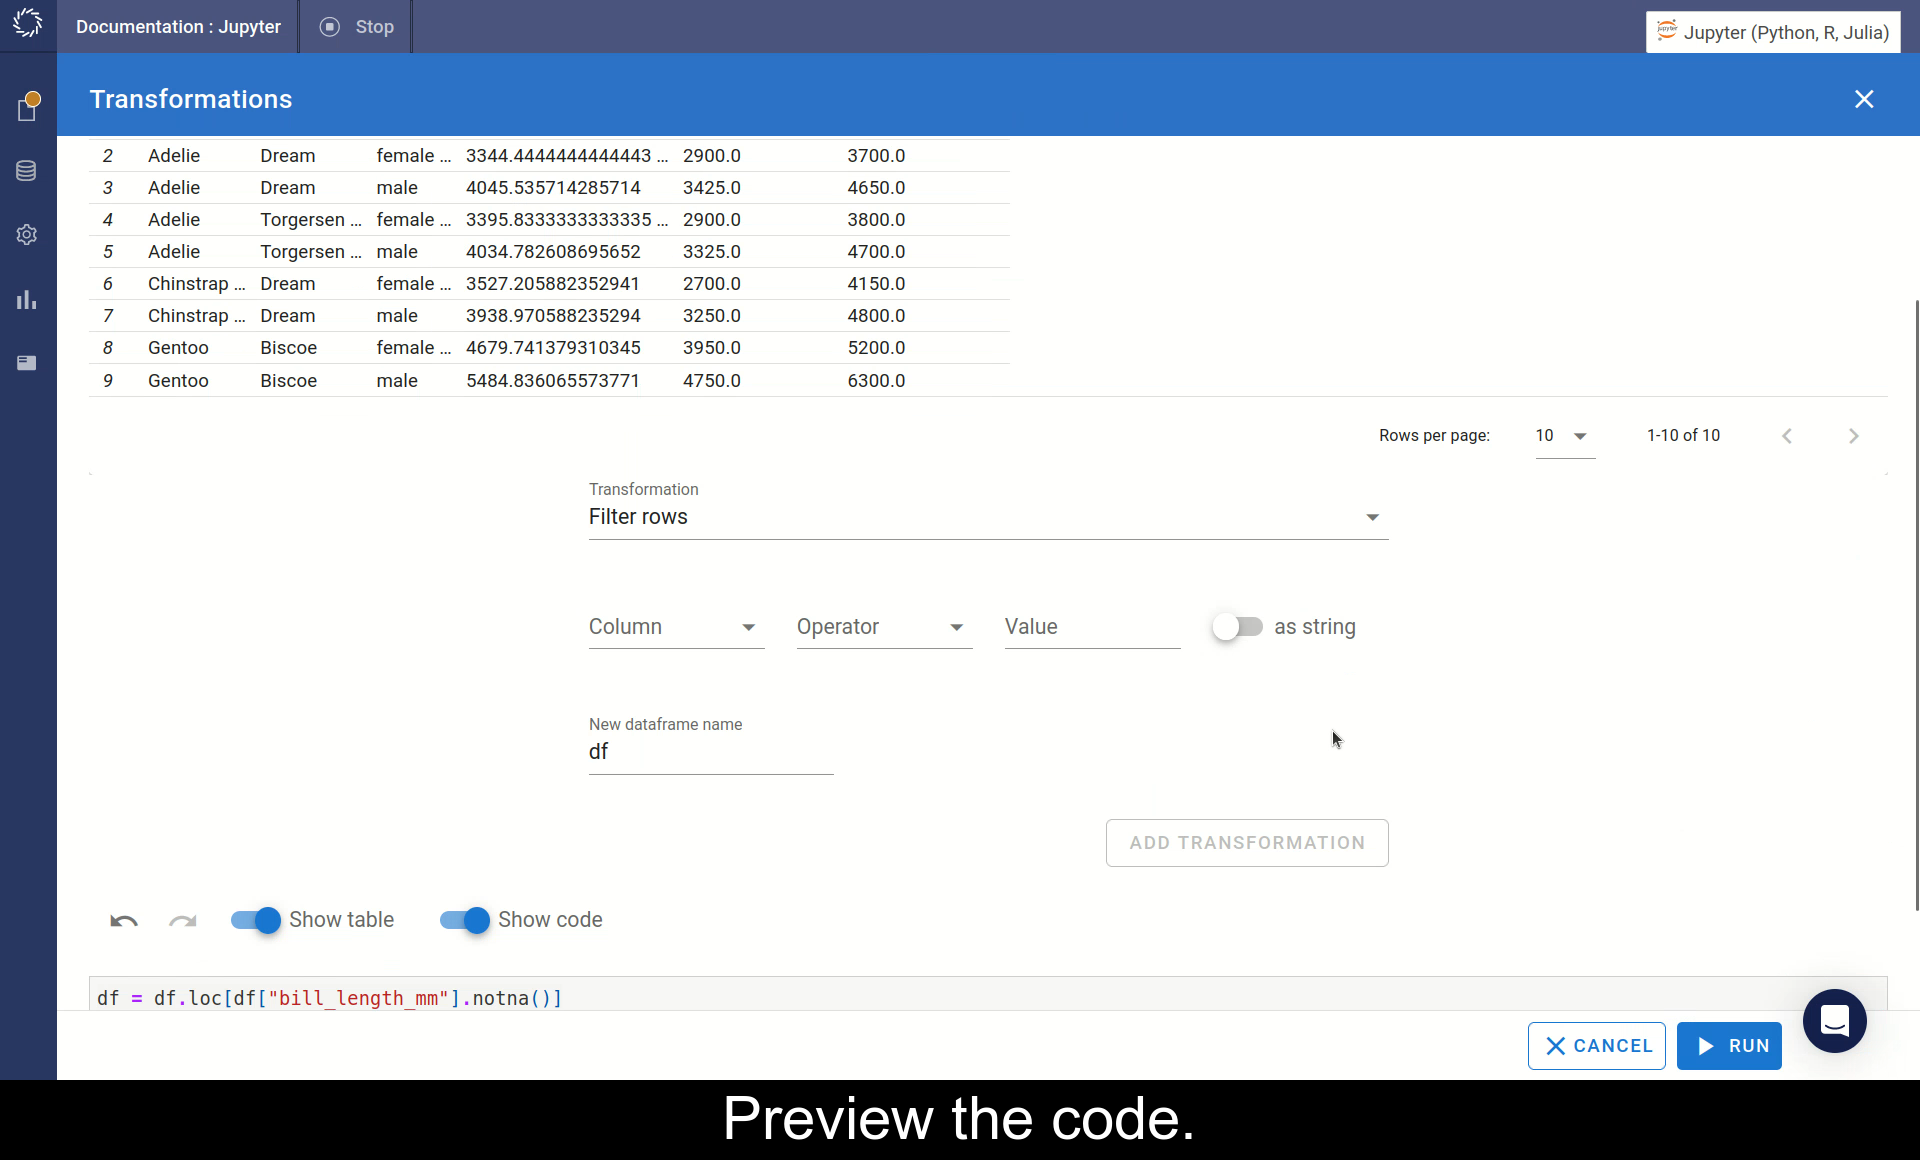 Documentation : Jupyter Stop Jupyter (Python, R, Julia)
Transformations
2 Adelie Dream female ... 3344.4444444444443 ... 2900.0 3700.0
3 Adelie Dream male 4045.535714285714 3425.0 4650.0
4 Adelie Torgersen ... female ... 3395.8333333333335 ... 2900.0 3800.0
5 Adelie Torgersen ... male 4034.782608695652 3325.0 4700.0
6 Chinstrap ... Dream female ... 3527.205882352941 2700.0 4150.0
7 Chinstrap ... Dream male 3938.970588235294 3250.0 4800.0
8 Gentoo Biscoe female ... 4679.741379310345 3950.0 5200.0
9 Gentoo Biscoe male 5484.836065573771 4750.0 6300.0
Rows per page: 10 1-10 of 10
Transformation
Filter rows
Column Operator Value as string
New dataframe name
df
ADD TRANSFORMATION
Show table Show code
df = df.loc[df["bill_length_mm"].notna()]
CANCEL RUN
Preview the code.